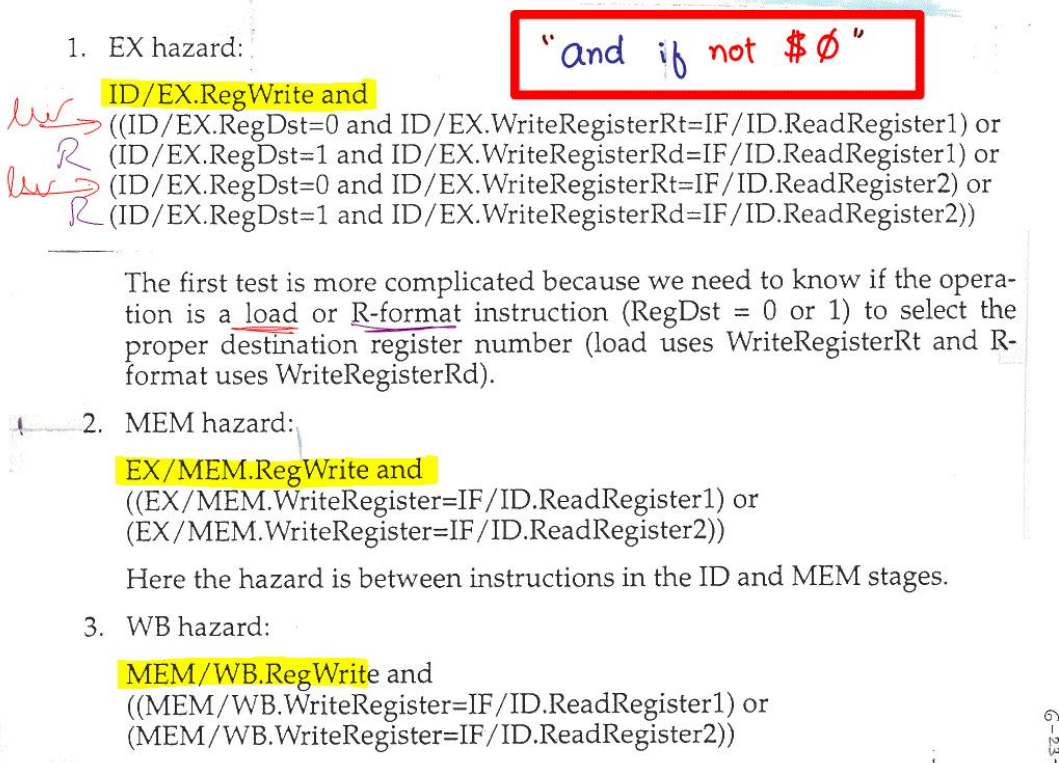 1. EX hazard:
"and if not $Ø"
ID/EX.RegWrite and
lw ((ID/EX.RegDst=0 and ID/EX.WriteRegisterRt=IF/ID.ReadRegister1) or
R (ID/EX.RegDst=1 and ID/EX.WriteRegisterRd=IF/ID.ReadRegister1) or
lw (ID/EX.RegDst=0 and ID/EX.WriteRegisterRt=IF/ID.ReadRegister2) or
R (ID/EX.RegDst=1 and ID/EX.WriteRegisterRd=IF/ID.ReadRegister2))
The first test is more complicated because we need to know if the opera-
tion is a load or R-format instruction (RegDst = 0 or 1) to select the
proper destination register number (load uses WriteRegisterRt and R-
format uses WriteRegisterRd).
2. MEM hazard:
EX/MEM.RegWrite and
((EX/MEM.WriteRegister=IF/ID.ReadRegister1) or
(EX/MEM.WriteRegister=IF/ID.ReadRegister2))
Here the hazard is between instructions in the ID and MEM stages.
3. WB hazard:
MEM/WB.RegWrite and
((MEM/WB.WriteRegister=IF/ID.ReadRegister1) or
(MEM/WB.WriteRegister=IF/ID.ReadRegister2))